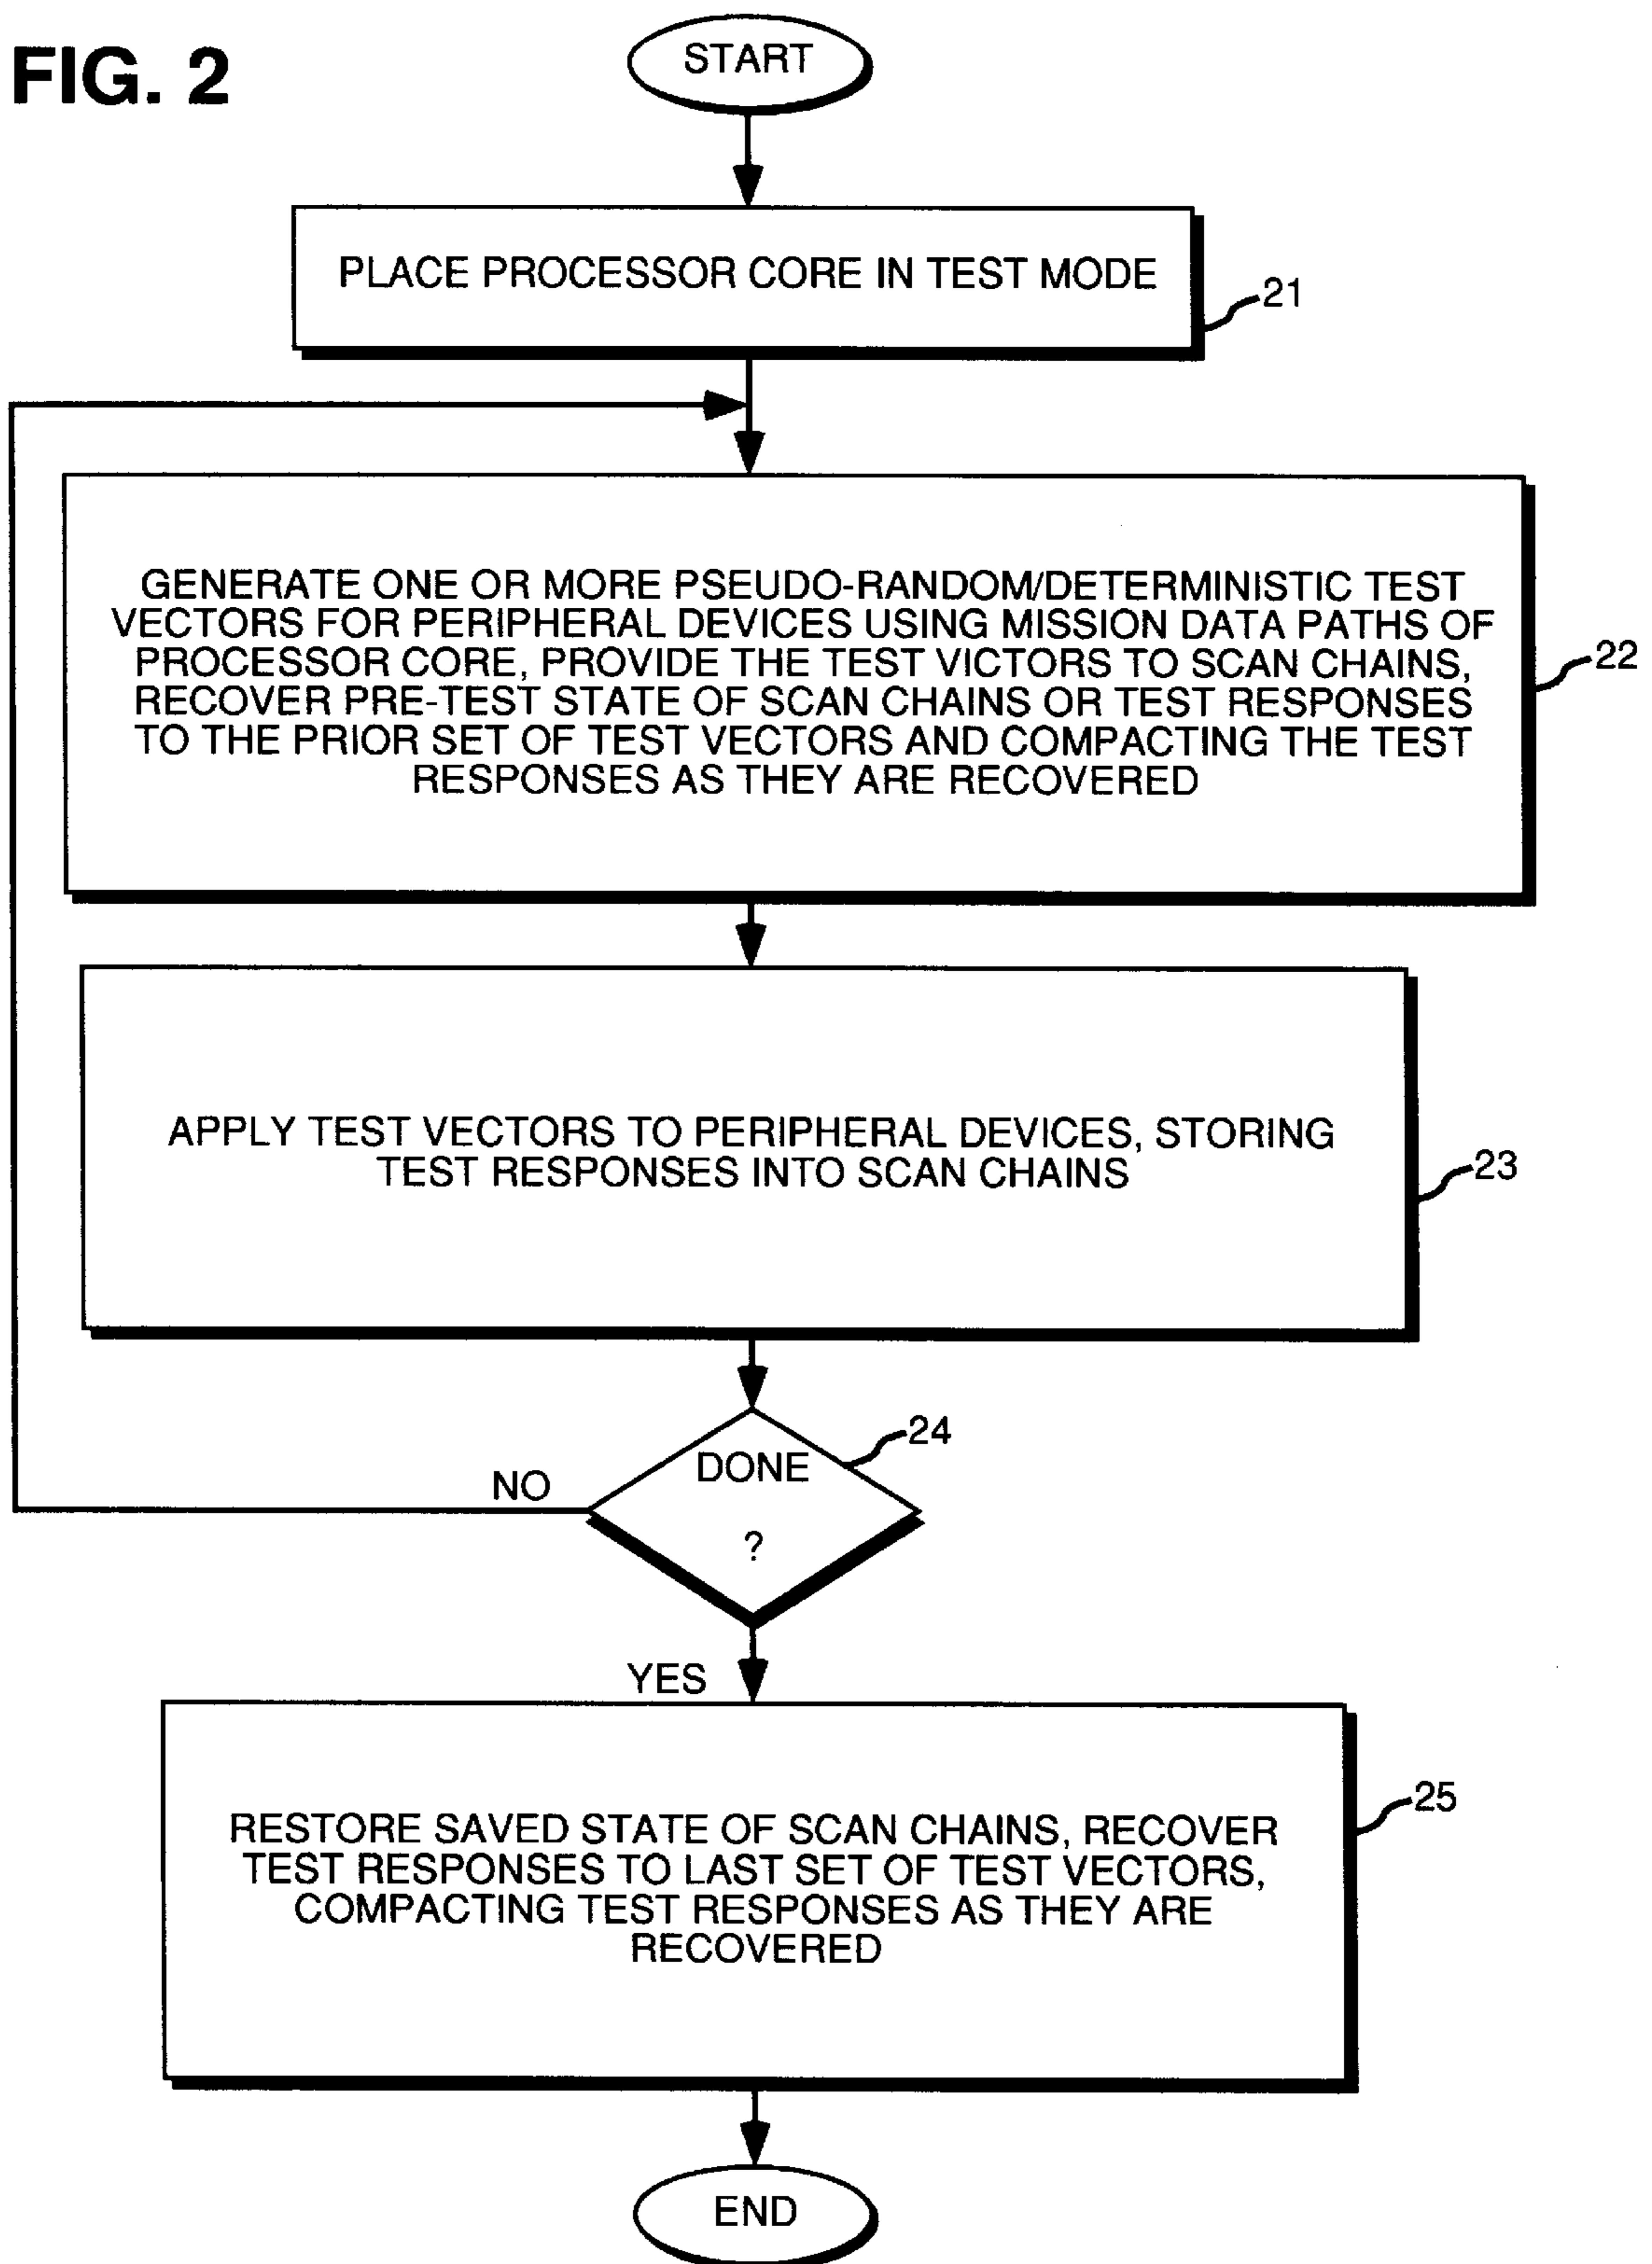 FIG. 2
START
PLACE PROCESSOR CORE IN TEST MODE
21
GENERATE ONE OR MORE PSEUDO-RANDOM/DETERMINISTIC TEST
VECTORS FOR PERIPHERAL DEVICES USING MISSION DATA PATHS OF
PROCESSOR CORE, PROVIDE THE TEST VICTORS TO SCAN CHAINS,
RECOVER PRE-TEST STATE OF SCAN CHAINS OR TEST RESPONSES
TO THE PRIOR SET OF TEST VECTORS AND COMPACTING THE TEST
RESPONSES AS THEY ARE RECOVERED
22
APPLY TEST VECTORS TO PERIPHERAL DEVICES, STORING
TEST RESPONSES INTO SCAN CHAINS
23
24
DONE
?
NO
YES
RESTORE SAVED STATE OF SCAN CHAINS, RECOVER
TEST RESPONSES TO LAST SET OF TEST VECTORS,
COMPACTING TEST RESPONSES AS THEY ARE
RECOVERED
25
END